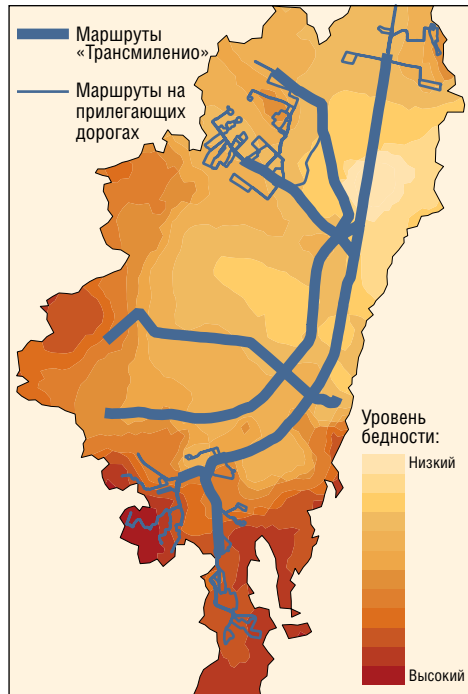 Маршруты
«Трансмиленио»
Маршруты на
прилегающих
дорогах
Уровень
бедности:
Низкий
Высокий